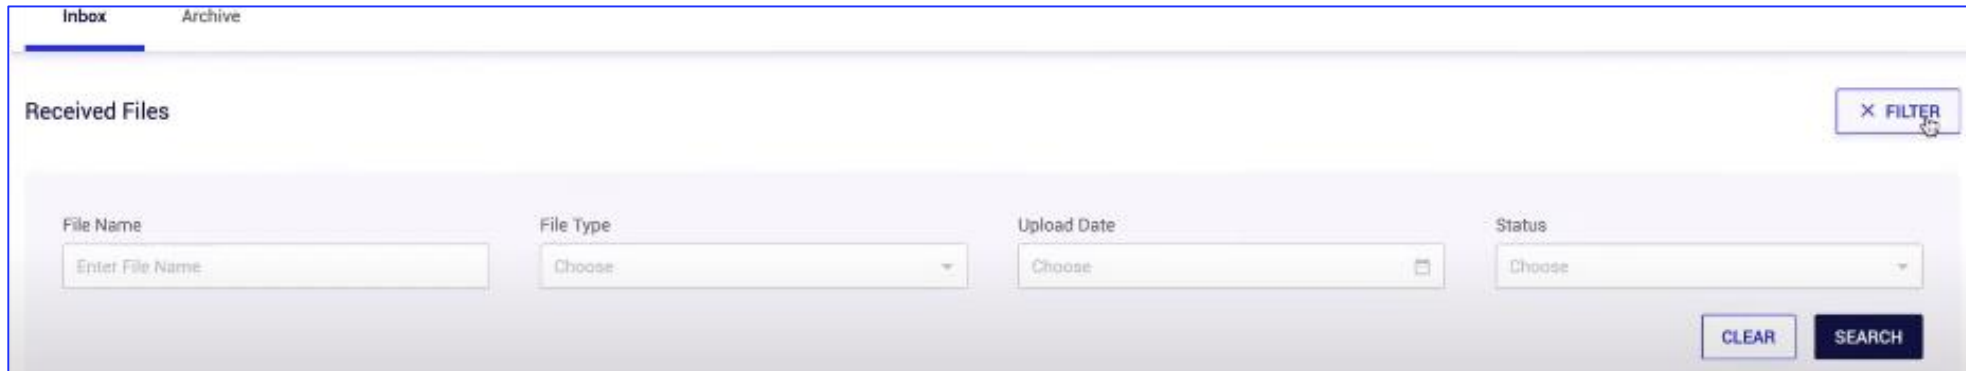 Inbox Archive
Received Files
× FILTER
File Name File Type Upload Date Status
Enter File Name Choose Choose Choose
CLEAR SEARCH